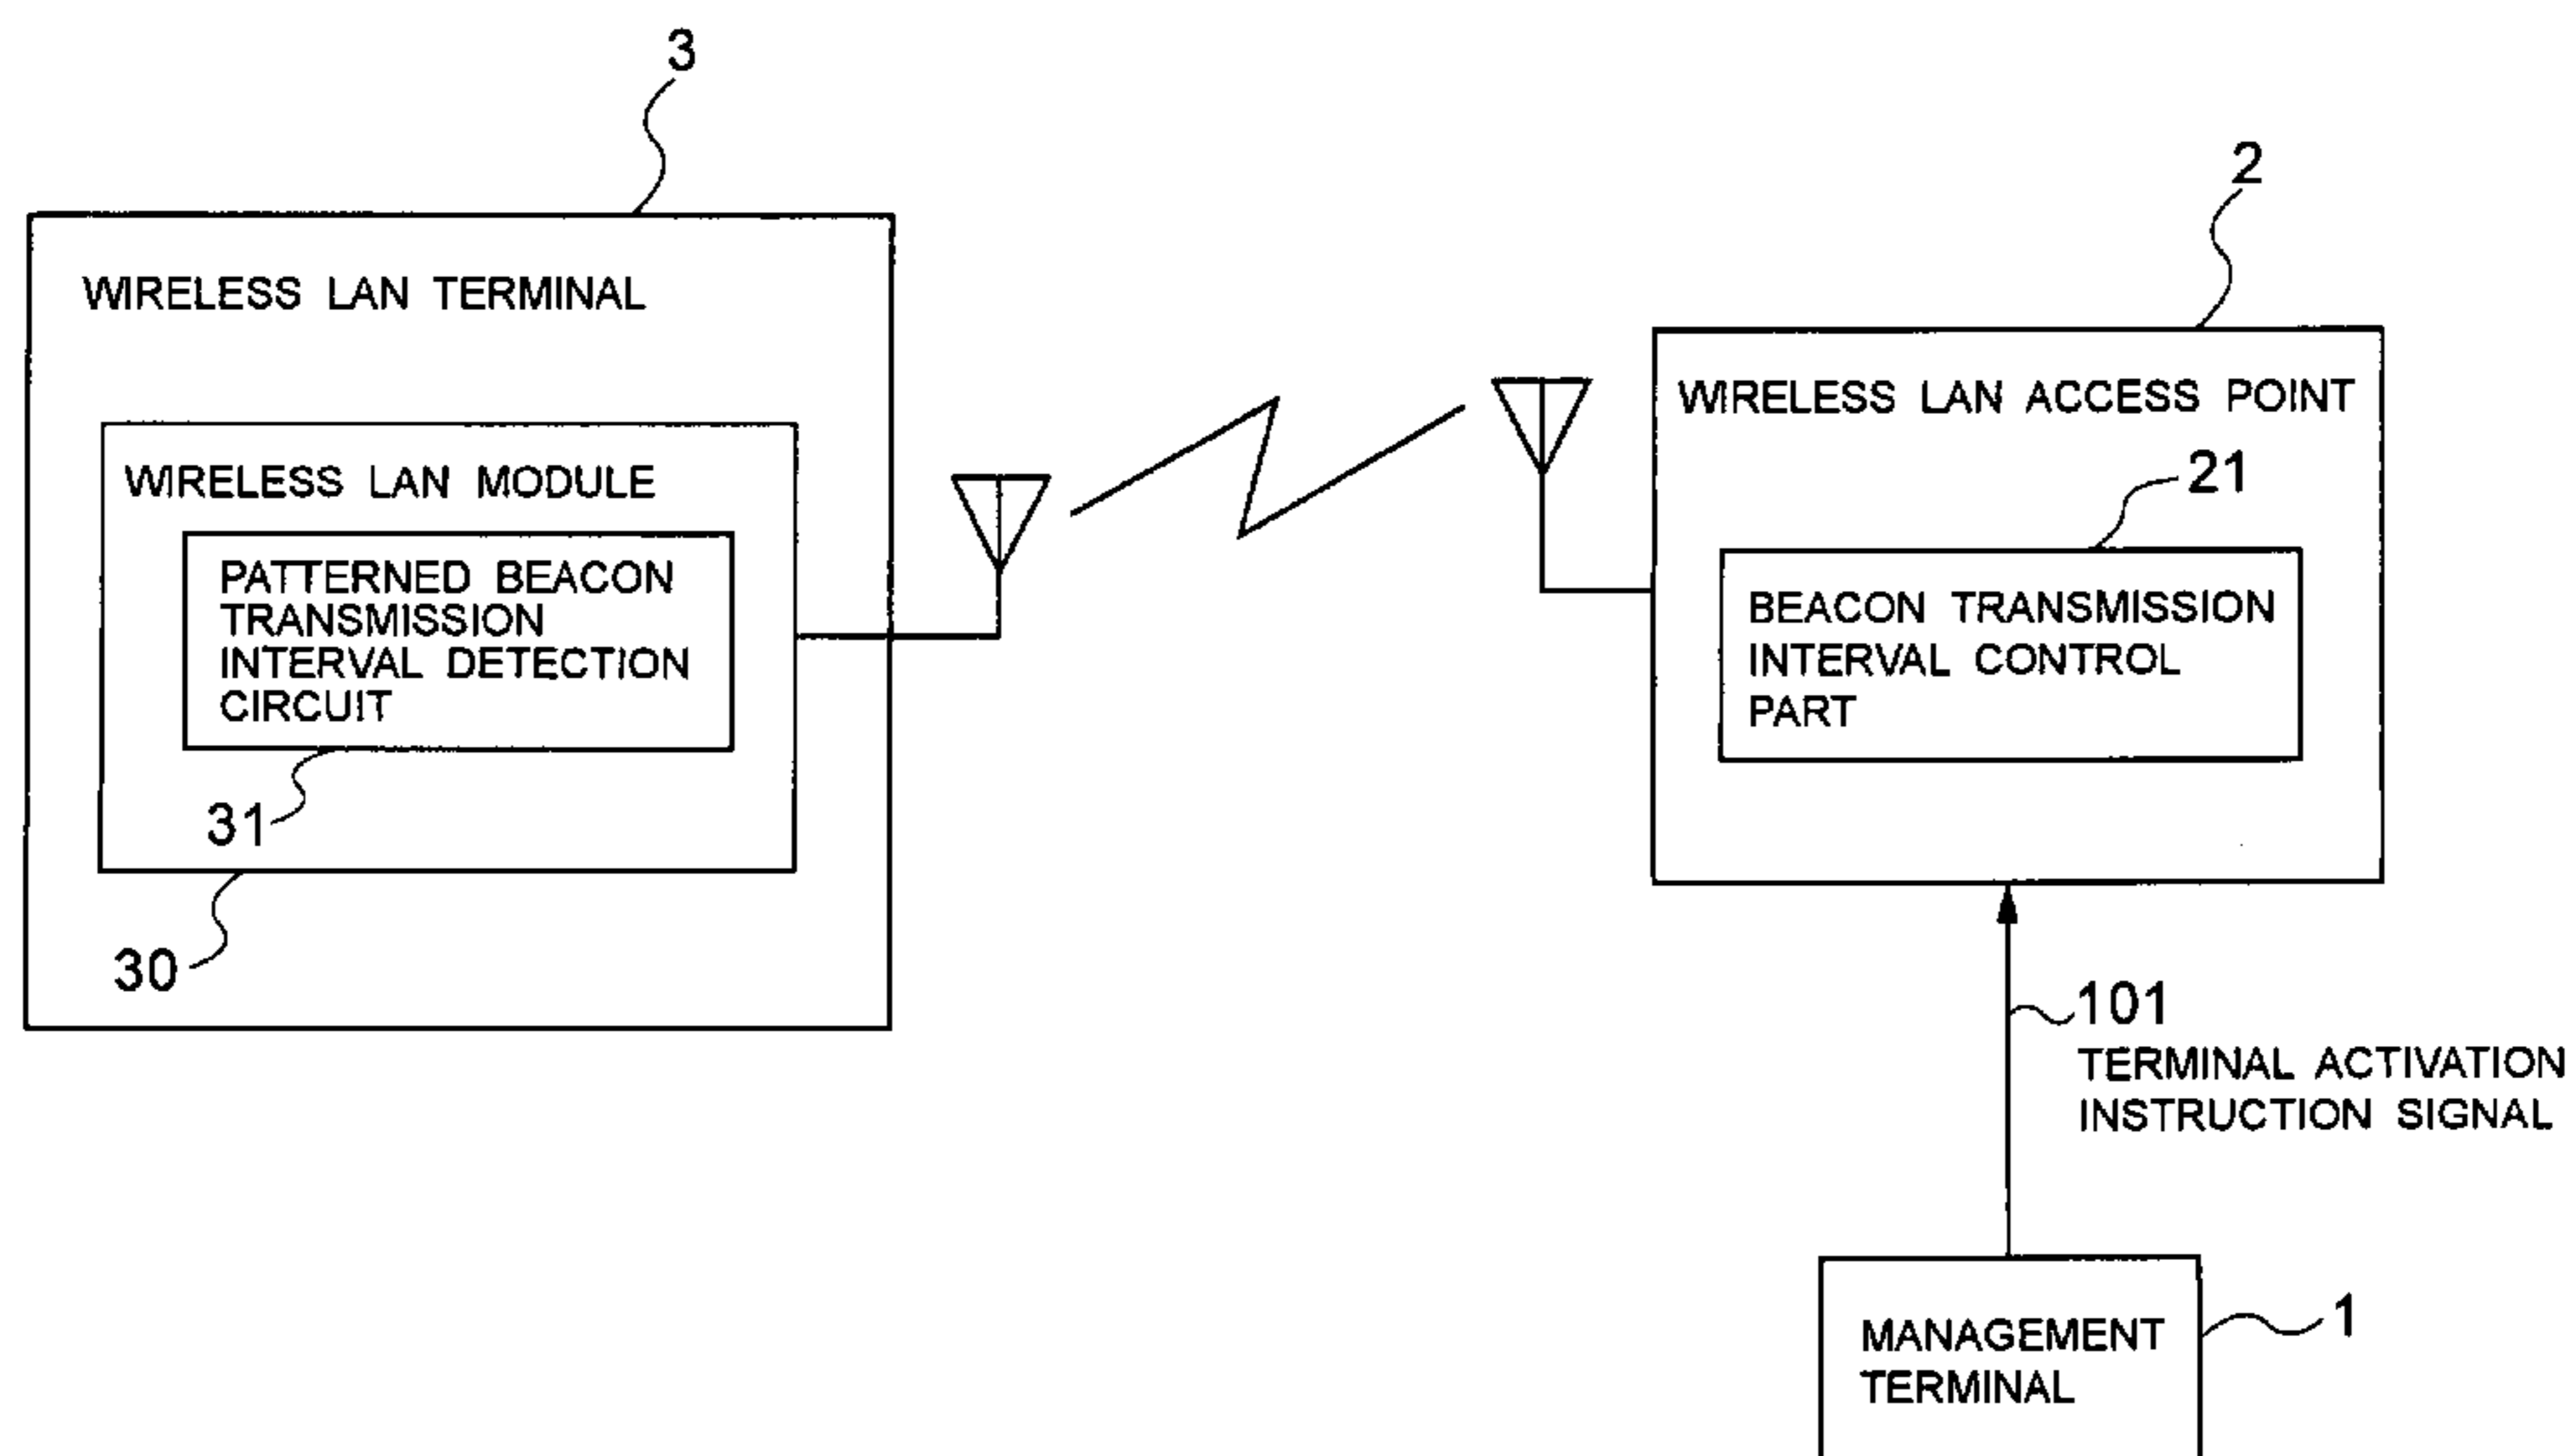 3
WIRELESS LAN TERMINAL
WIRELESS LAN MODULE
PATTERNED BEACON
TRANSMISSION
INTERVAL DETECTION
CIRCUIT
31
30
2
WIRELESS LAN ACCESS POINT
21
BEACON TRANSMISSION
INTERVAL CONTROL
PART
101
TERMINAL ACTIVATION
INSTRUCTION SIGNAL
MANAGEMENT
TERMINAL
1